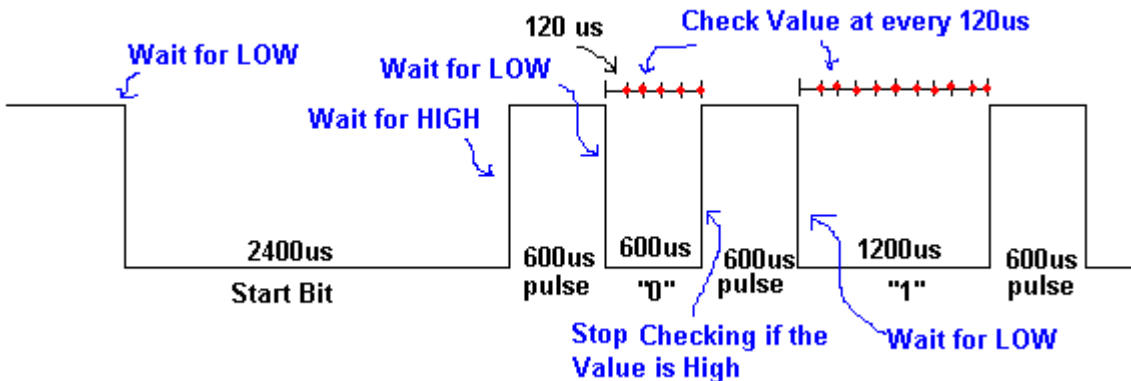 120 us
Check Value at every 120us
Wait for LOW
Wait for LOW
Wait for HIGH
2400us
Start Bit
600us
pulse
600us
"0"
600us
pulse
1200us
"1"
600us
pulse
Stop Checking if the
Value is High
Wait for LOW